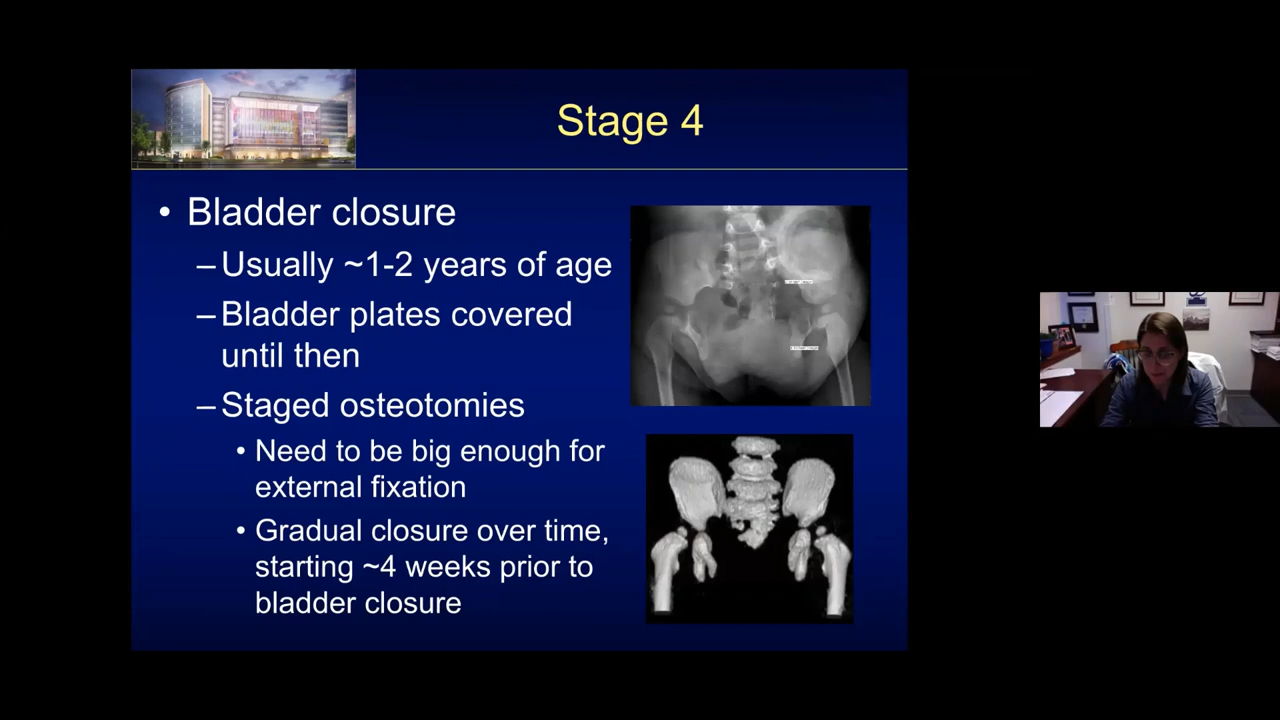 Stage 4
• Bladder closure
–Usually ~1-2 years of age
–Bladder plates covered
until then
–Staged osteotomies
• Need to be big enough for
external fixation
• Gradual closure over time,
starting ~4 weeks prior to
bladder closure